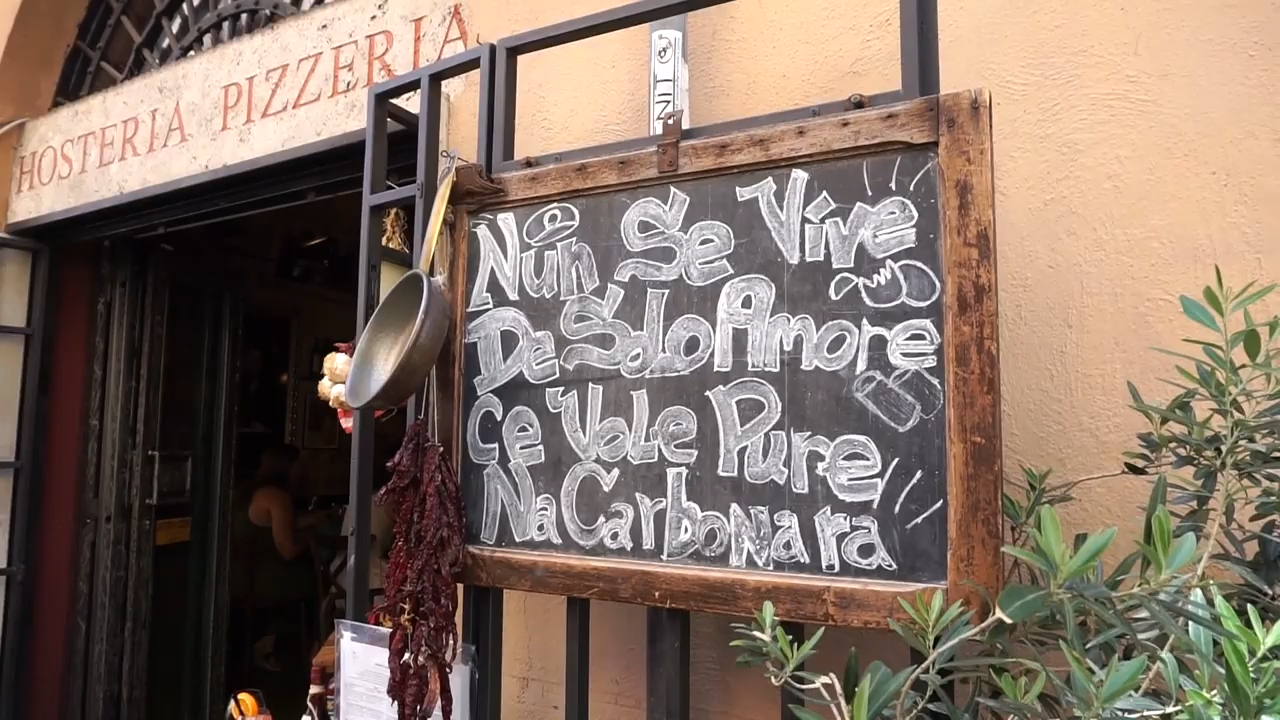 HOSTERIA PIZZERIA
Nun Se Vive
De Solo Amore
Ce Vole Pure
Na Carbonara